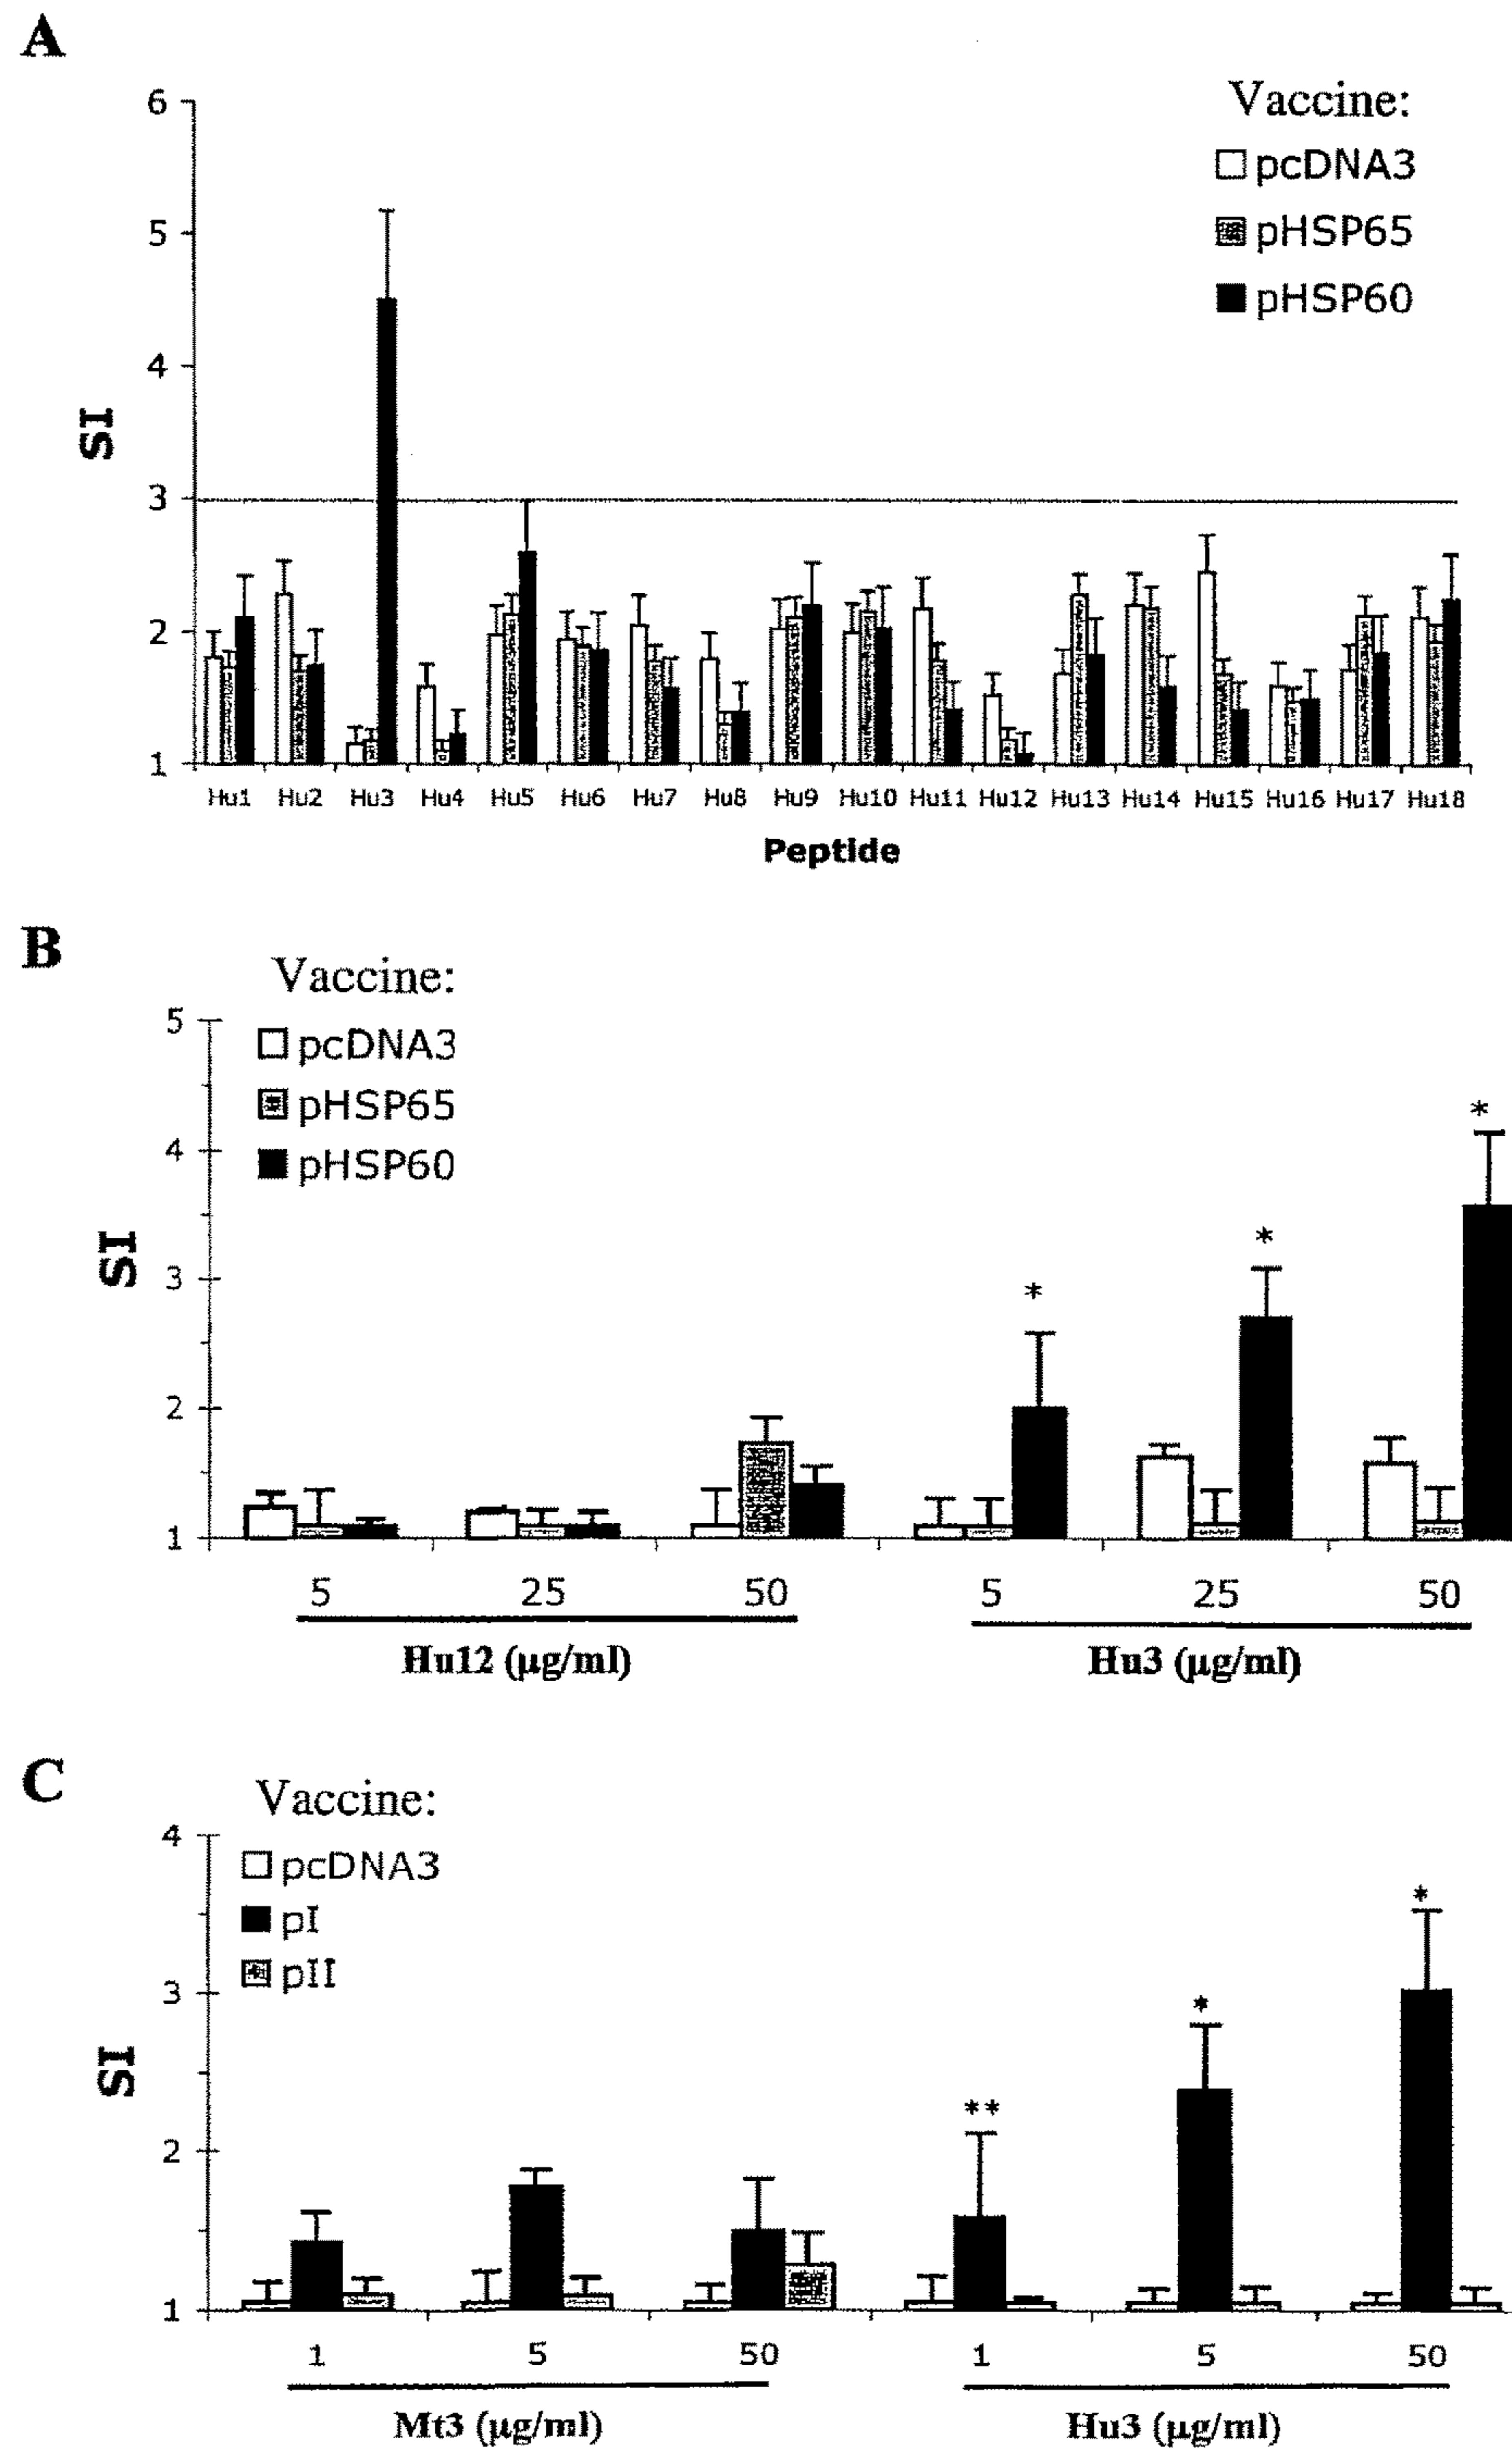 A
Vaccine:
pcDNA3
pHSP65
pHSP60
6
5
4
3
2
1
SI
Hu1 Hu2 Hu3 Hu4 Hu5 Hu6 Hu7 Hu8 Hu9 Hu10 Hu11 Hu12 Hu13 Hu14 Hu15 Hu16 Hu17 Hu18
Peptide
B
Vaccine:
pcDNA3
pHSP65
pHSP60
5
4
3
2
1
SI
*
*
*
5 25 50 5 25 50
Hu12 (µg/ml) Hu3 (µg/ml)
C
Vaccine:
pcDNA3
pI
pII
4
3
2
1
SI
**
*
*
1 5 50 1 5 50
Mt3 (µg/ml) Hu3 (µg/ml)